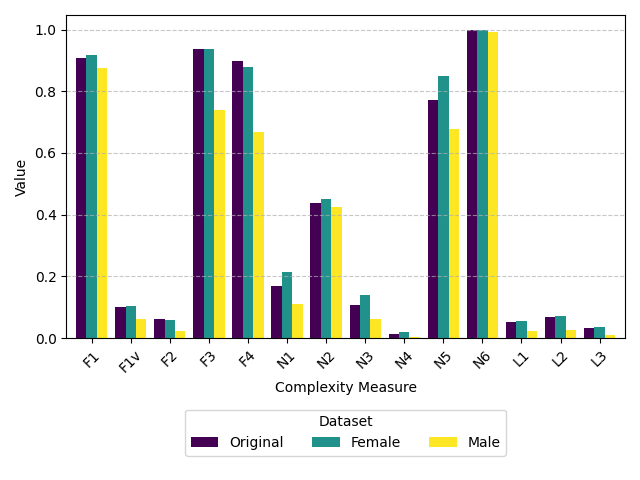 1.0
0.8
0.6
0.4
0.2
0.0
Value
F1 F1v F2 F3 F4 N1 N2 N3 N4 N5 N6 L1 L2 L3
Complexity Measure
Dataset
Original Female Male